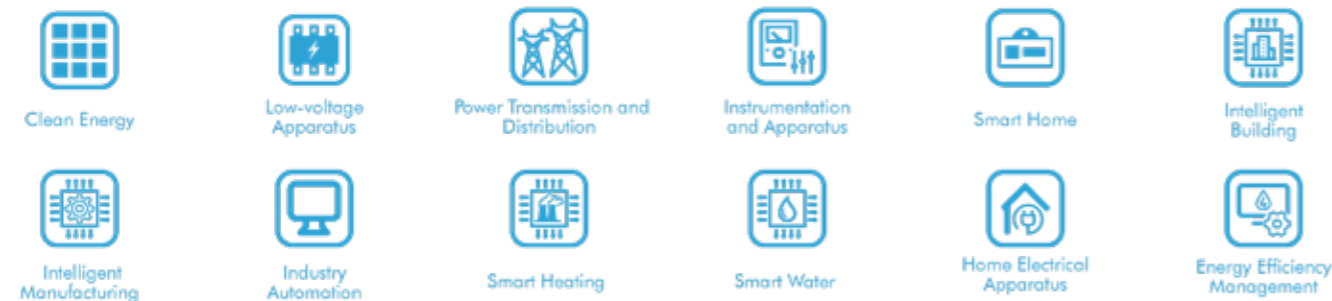 Clean Energy
Low-voltage
Apparatus
Power Transmission and
Distribution
Instrumentation
and Apparatus
Smart Home
Intelligent
Building
Intelligent
Manufacturing
Industry
Automation
Smart Heating
Smart Water
Home Electrical
Apparatus
Energy Efficiency
Management